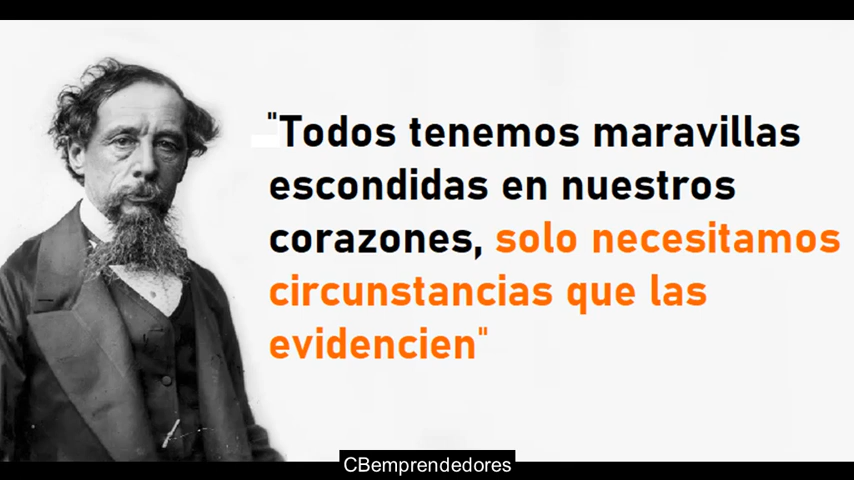 "Todos tenemos maravillas
escondidas en nuestros
corazones, solo necesitamos
circunstancias que las
evidencien"
CBemprendedores